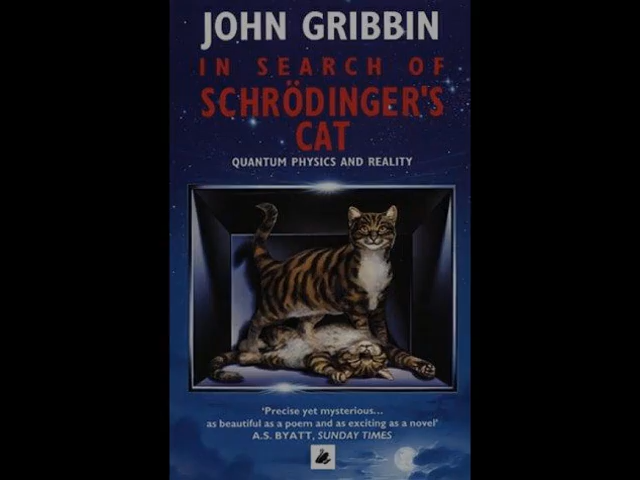 JOHN GRIBBIN
IN SEARCH OF
SCHRÖDINGER'S
CAT
QUANTUM PHYSICS AND REALITY
'Precise yet mysterious...
as beautiful as a poem and as exciting as a novel'
A.S. BYATT, SUNDAY TIMES